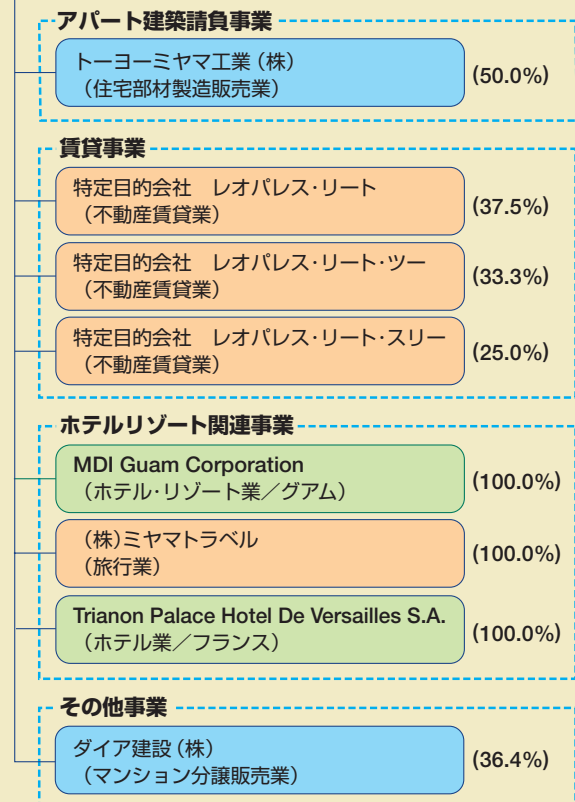 アパート建築請負事業
トーヨーミヤマ工業(株)
(住宅部材製造販売業)
(50.0%)
賃貸事業
特定目的会社　レオパレス・リート
(不動産賃貸業)
(37.5%)
特定目的会社　レオパレス・リート・ツー
(不動産賃貸業)
(33.3%)
特定目的会社　レオパレス・リート・スリー
(不動産賃貸業)
(25.0%)
ホテルリゾート関連事業
MDI Guam Corporation
(ホテル・リゾート業/グアム)
(100.0%)
(株)ミヤマトラベル
(旅行業)
(100.0%)
Trianon Palace Hotel De Versailles S.A.
(ホテル業/フランス)
(100.0%)
その他事業
ダイア建設(株)
(マンション分譲販売業)
(36.4%)